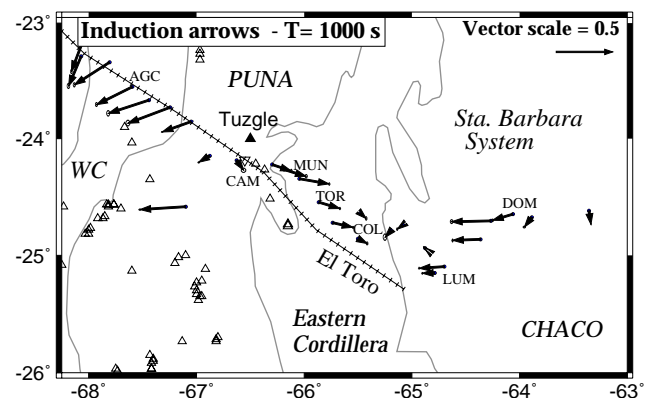 -23°
Induction arrows - T= 1000 s
Vector scale = 0.5
AGC
PUNA
Tuzgle
Sta. Barbara
System
-24°
WC
MUN
CAM
TOR
DOM
COL
-25°
El Toro
LUM
Eastern
Cordillera
CHACO
-26°
-68 -67 -66 -65 -64 -63